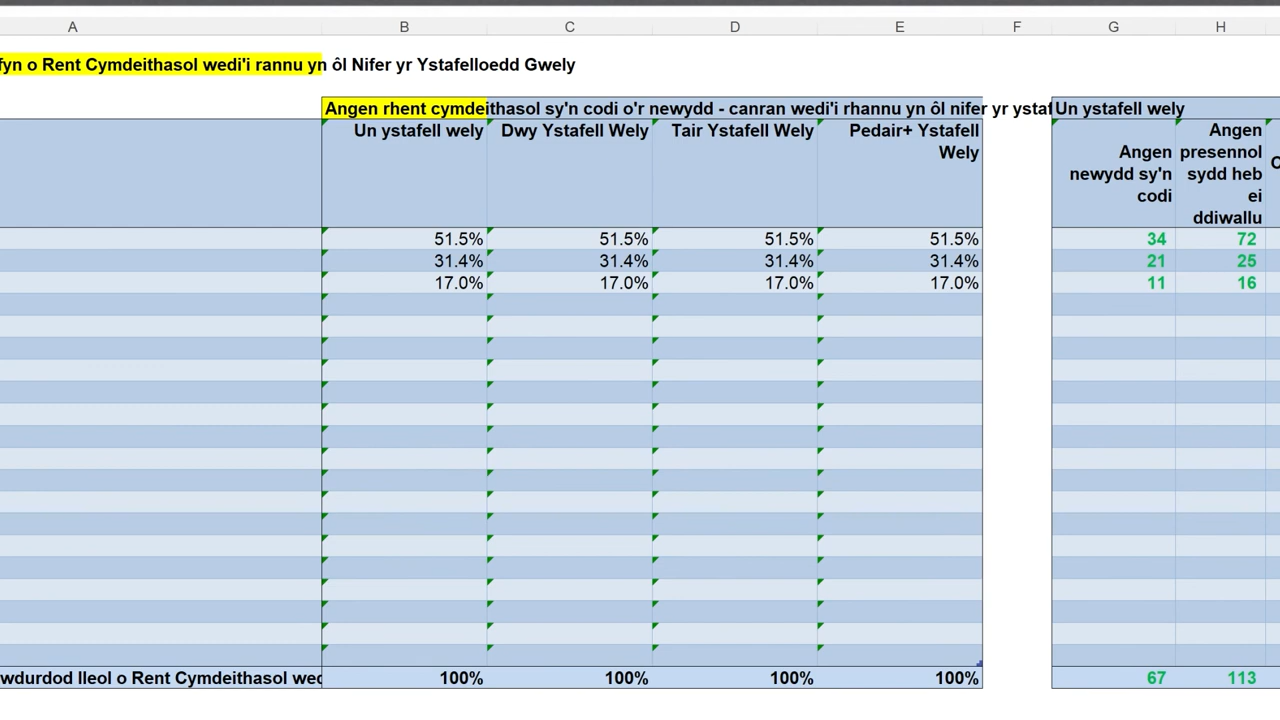 A B C D E F G H
o Rent Cymdeithasol wedi'i rannu yn ôl Nifer yr Ystafelloedd Gwely
Angen rhent cymdeithasol sy'n codi o'r newydd - canran wedi'i rhannu yn ôl nifer yr Un ystafell wely
Un ystafell wely Dwy Ystafell Wely Tair Ystafell Wely Pedair+ Ystafell Wely
Angen newydd sy'n codi
Angen presennol sydd heb ei ddiwallu
51.5% 51.5% 51.5% 51.5% 34 72
31.4% 31.4% 31.4% 31.4% 21 25
17.0% 17.0% 17.0% 17.0% 11 16
lleol o Rent Cymdeithasol 100% 100% 100% 100% 67 113